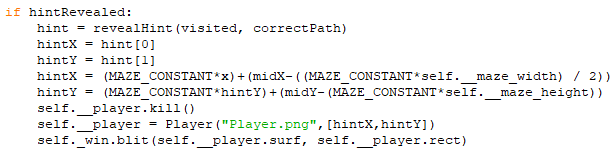 if hintRevealed:
    hint = revealHint(visited, correctPath)
    hintX = hint[0]
    hintY = hint[1]
    hintX = (MAZE_CONSTANT*x)+(midX-((MAZE_CONSTANT*self.__maze_width) / 2))
    hintY = (MAZE_CONSTANT*hintY)+(midY-(MAZE_CONSTANT*self.__maze_height))
    self.__player.kill()
    self.__player = Player("Player.png",[hintX,hintY])
    self._win.blit(self.__player.surf, self.__player.rect)